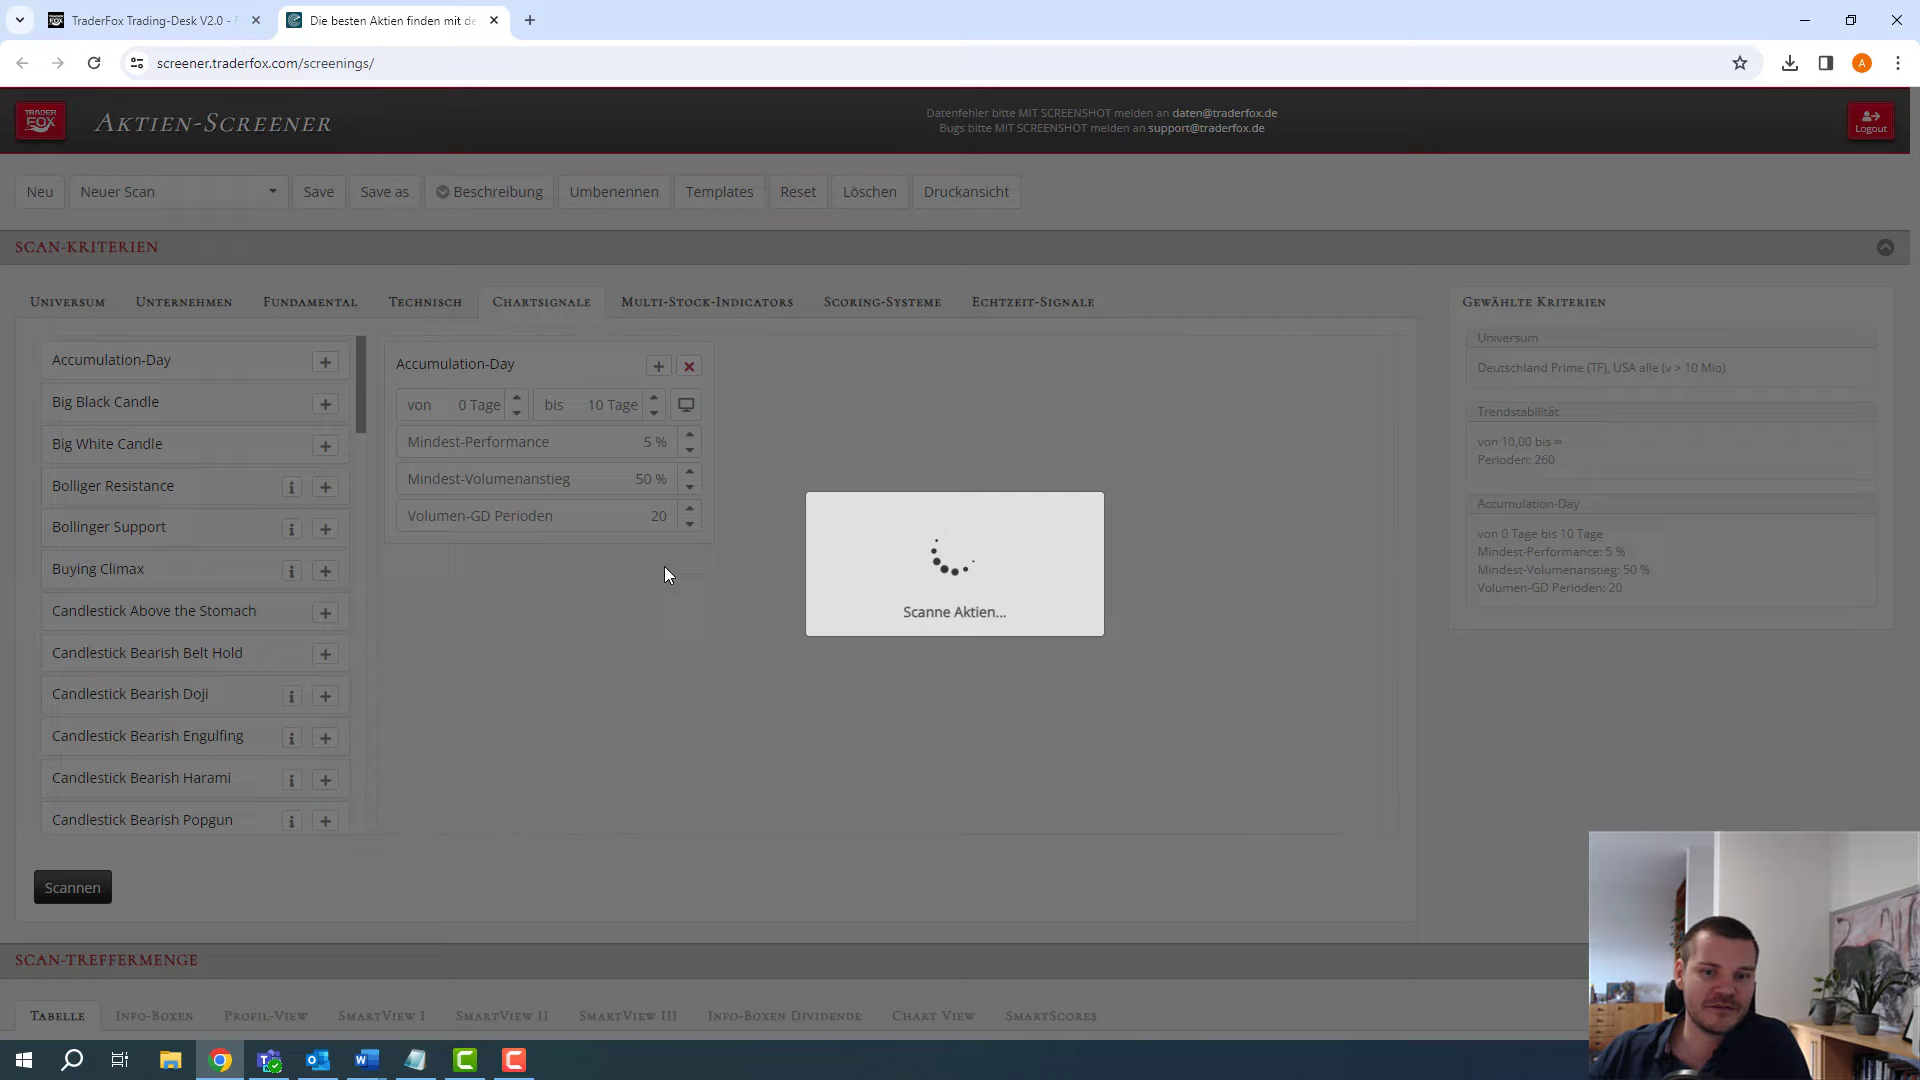 TraderFox Trading-Desk V2.0 -
Die besten Aktien finden mit de
screener.traderfox.com/screenings/
A
TRADER
FOX
Aktien-Screener
Datenfehler bitte MIT SCREENSHOT melden an daten@traderfox.de
Bugs bitte MIT SCREENSHOT melden an support@traderfox.de
Logout
Neu
Neuer Scan
Save
Save as
Beschreibung
Umbenennen
Templates
Reset
Löschen
Druckansicht
Scan-Kriterien
Universum
Unternehmen
Fundamental
Technisch
Chartsignale
Multi-Stock-Indicators
Scoring-Systeme
Echtzeit-Signale
Accumulation-Day
Big Black Candle
Big White Candle
Bolliger Resistance
Bollinger Support
Buying Climax
Candlestick Above the Stomach
Candlestick Bearish Belt Hold
Candlestick Bearish Doji
Candlestick Bearish Engulfing
Candlestick Bearish Harami
Candlestick Bearish Popgun
Accumulation-Day
von 0 Tage bis 10 Tage
Mindest-Performance 5 %
Mindest-Volumenanstieg 50 %
Volumen-GD Perioden 20
Scanne Aktien...
Gewählte Kriterien
Universum
Deutschland Prime (TF), USA alle (v > 10 Mio)
Trendstabilität
von 10,00 bis ∞
Perioden: 260
Accumulation-Day
von 0 Tage bis 10 Tage
Mindest-Performance: 5 %
Mindest-Volumenanstieg: 50 %
Volumen-GD Perioden: 20
Scannen
Scan-Treffermenge
Tabelle
Info-Boxen
Profil-View
SmartView I
SmartView II
SmartView III
Info-Boxen Dividende
Chart View
SmartScores